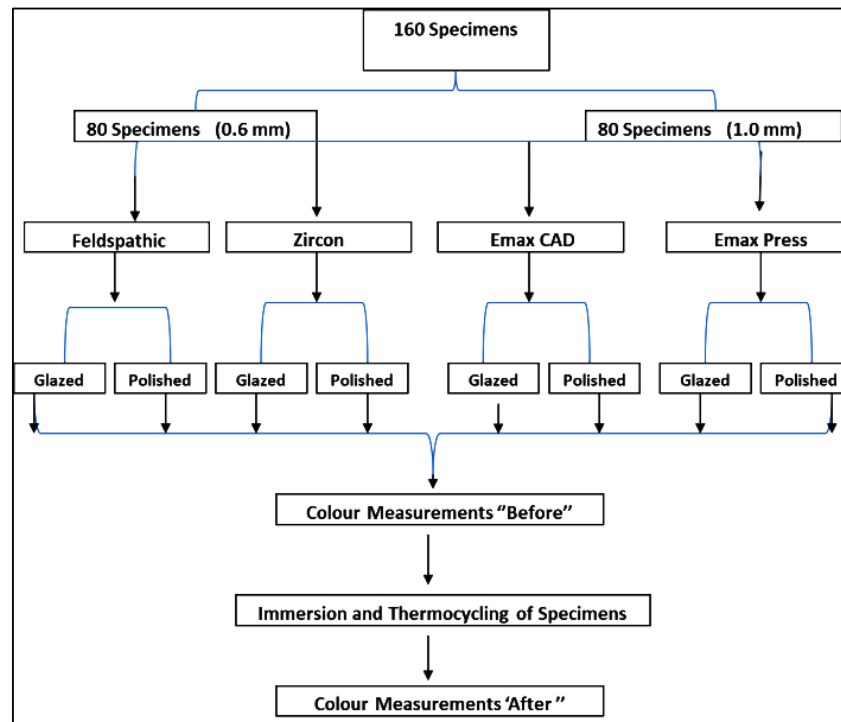 160 Specimens
80 Specimens (0.6 mm)
80 Specimens (1.0 mm)
Feldspathic
Zircon
Emax CAD
Emax Press
Glazed
Polished
Glazed
Polished
Glazed
Polished
Glazed
Polished
Colour Measurements “Before”
Immersion and Thermocycling of Specimens
Colour Measurements ‘After ”